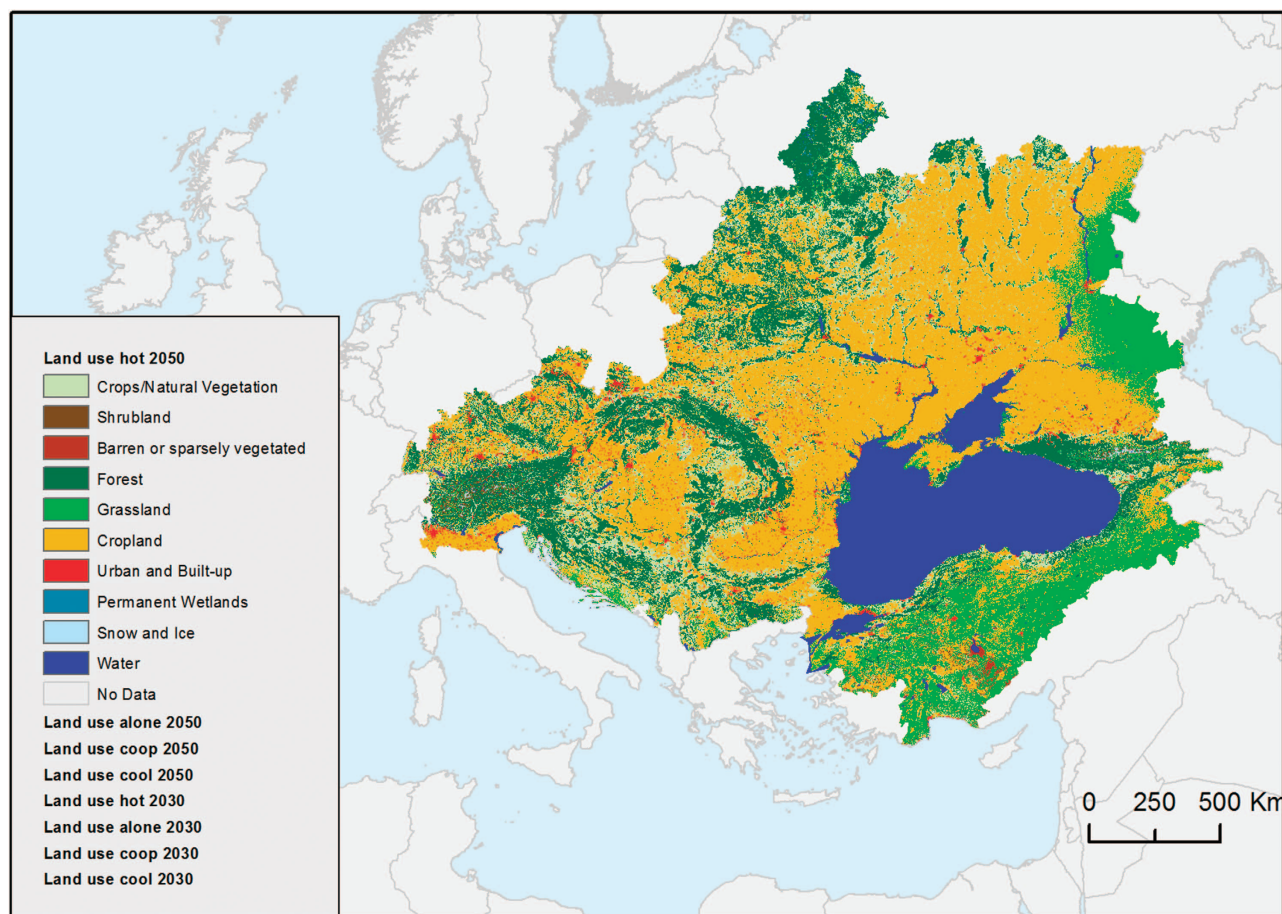 Land use hot 2050
Crops/Natural Vegetation
Shrubland
Barren or sparsely vegetated
Forest
Grassland
Cropland
Urban and Built-up
Permanent Wetlands
Snow and Ice
Water
No Data
Land use alone 2050
Land use coop 2050
Land use cool 2050
Land use hot 2030
Land use alone 2030
Land use coop 2030
Land use cool 2030
0 250 500 Km